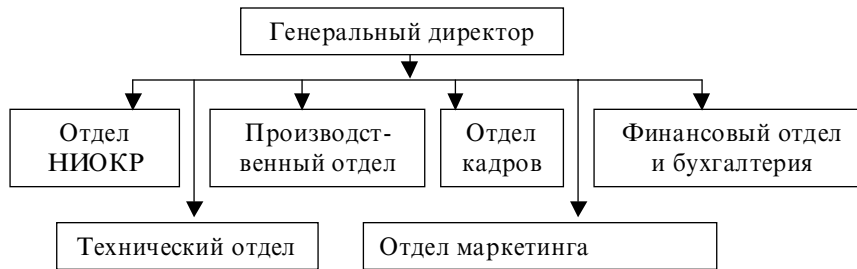 Генеральный директор
Отдел
НИОКР
Производст-
венный отдел
Отдел
кадров
Финансовый отдел
и бухгалтерия
Технический отдел
Отдел маркетинга